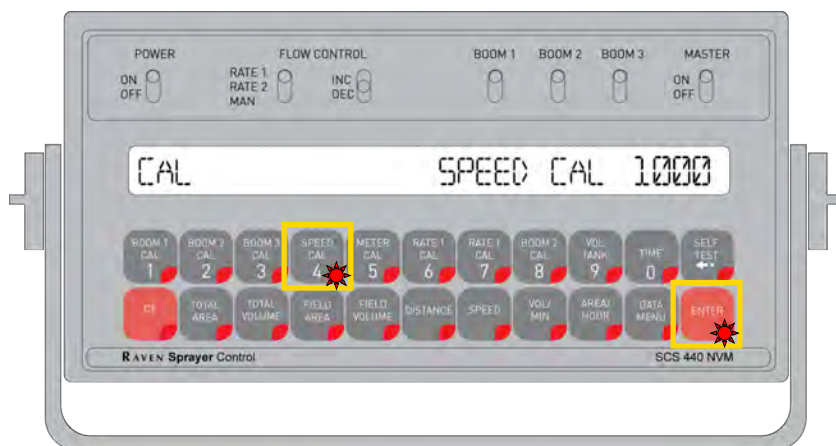 POWER
ON
OFF
FLOW CONTROL
RATE 1
RATE 2
MAN
INC
DEC
BOOM 1
BOOM 2
BOOM 3
MASTER
ON
OFF
CAL SPEED CAL 1000
BOOM 1
CAL
1
BOOM 2
CAL
2
BOOM 3
CAL
3
SPEED
CAL
4
METER
CAL
5
RATE 1
CAL
6
RATE 1
CAL
7
BOOM 2
CAL
8
VOL
TANK
9
TIME
0
SELF
TEST
CE
TOTAL
AREA
TOTAL
VOLUME
FIELD
AREA
FIELD
VOLUME
DISTANCE
SPEED
VOL/
MIN
AREA/
HOUR
DATA
MENU
ENTER
RAVEN Sprayer Control
SCS 440 NVM